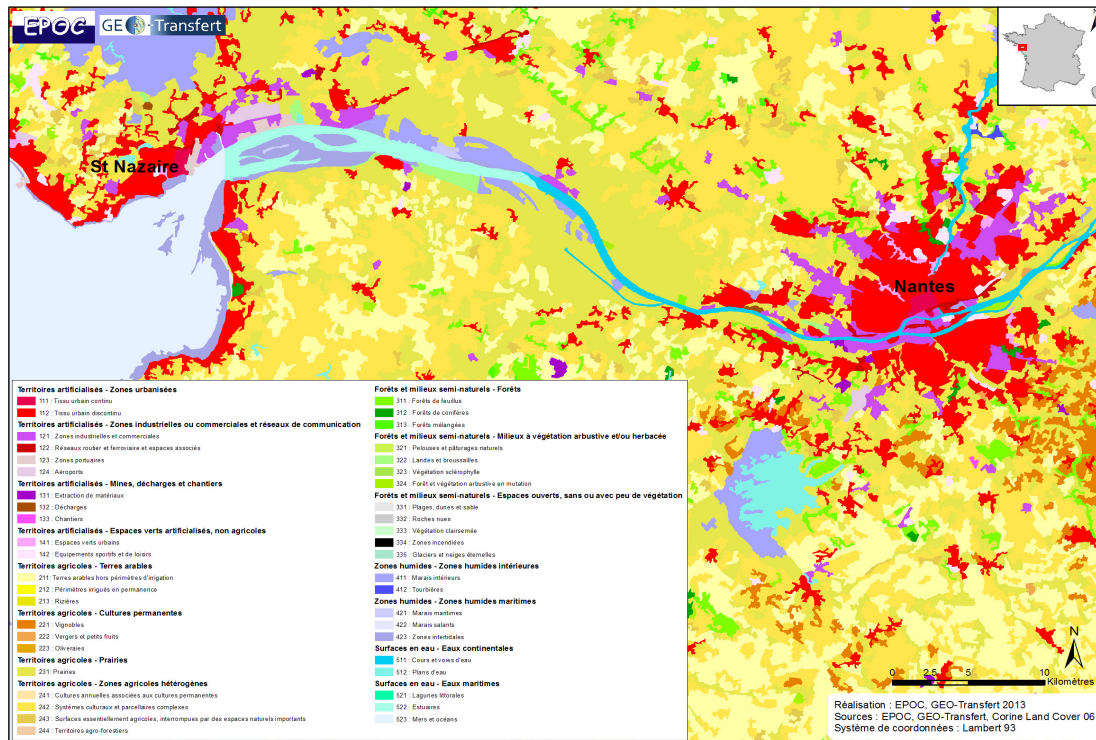 EPOC GEO-Transfert
N
St Nazaire
Nantes
Territoires artificialisés - Zones urbanisées
111 : Tissu urbain continu
112 : Tissu urbain discontinu
Territoires artificialisés - Zones industrielles ou commerciales et réseaux de communication
121 : Zones industrielles et commerciales
122 : Réseaux routier et ferroviaire et espaces associés
123 : Zones portuaires
124 : Aéroports
Territoires artificialisés - Mines, décharges et chantiers
131 : Extraction de matériaux
132 : Décharges
133 : Chantiers
Territoires artificialisés - Espaces verts artificialisés, non agricoles
141 : Espaces verts urbains
142 : Equipements sportifs et de loisirs
Territoires agricoles - Terres arables
211 : Terres arables hors périmètres d'irrigation
212 : Périmètres irrigués en permanence
213 : Rizières
Territoires agricoles - Cultures permanentes
221 : Vignobles
222 : Vergers et petits fruits
223 : Oliveraies
Territoires agricoles - Prairies
231 : Prairies
Territoires agricoles - Zones agricoles hétérogènes
241 : Cultures annuelles associées aux cultures permanentes
242 : Systèmes culturaux et parcellaires complexes
243 : Surfaces essentiellement agricoles, interrompues par des espaces naturels importants
244 : Territoires agro-forestiers
Forêts et milieux semi-naturels - Forêts
311 : Forêts de feuillus
312 : Forêts de conifères
313 : Forêts mélangées
Forêts et milieux semi-naturels - Milieux à végétation arbustive et/ou herbacée
321 : Pelouses et pâturages naturels
322 : Landes et broussailles
323 : Végétation sclérophylle
324 : Forêt et végétation arbustive en mutation
Forêts et milieux semi-naturels - Espaces ouverts, sans ou avec peu de végétation
331 : Plages, dunes et sable
332 : Roches nues
333 : Végétation clairsemée
334 : Zones incendiées
335 : Glaciers et neiges éternelles
Zones humides - Zones humides intérieures
411 : Marais intérieurs
412 : Tourbières
Zones humides - Zones humides maritimes
421 : Marais maritimes
422 : Marais salants
423 : Zones intertidales
Surfaces en eau - Eaux continentales
511 : Cours et voies d'eau
512 : Plans d'eau
Surfaces en eau - Eaux maritimes
521 : Lagunes littorales
522 : Estuaires
523 : Mers et océans
N
0 2,5 5 10
Kilomètres
Réalisation : EPOC, GEO-Transfert 2013
Sources : EPOC, GEO-Transfert, Corine Land Cover 06
Système de coordonnées : Lambert 93